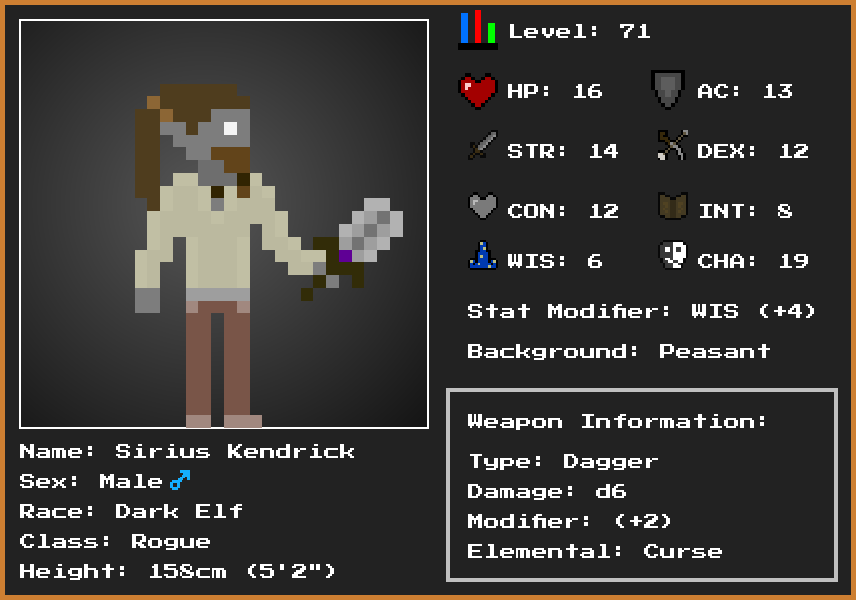 Level: 71
HP: 16
AC: 13
STR: 14
DEX: 12
CON: 12
INT: 8
WIS: 6
CHA: 19
Stat Modifier: WIS (+4)
Background: Peasant
Weapon Information:
Type: Dagger
Damage: d6
Modifier: (+2)
Elemental: Curse
Name: Sirius Kendrick
Sex: Male♂
Race: Dark Elf
Class: Rogue
Height: 158cm (5'2")